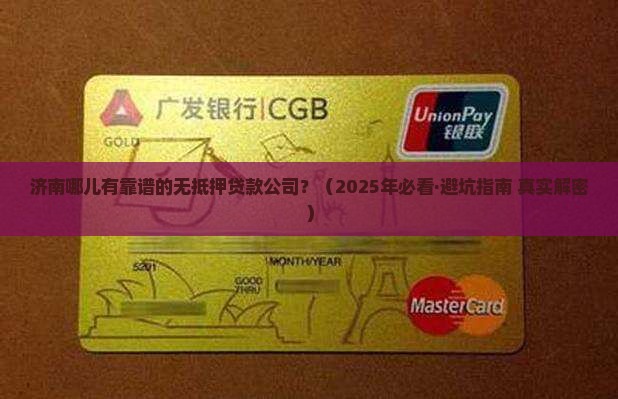 广发银行|CGB
GOLD
UnionPay
银联
济南哪儿有靠谱的无抵押贷款公司？（2025年必看·避坑指南 真实解密
）
5201
MONTH/YEAR
GOOD
THRU
MasterCard